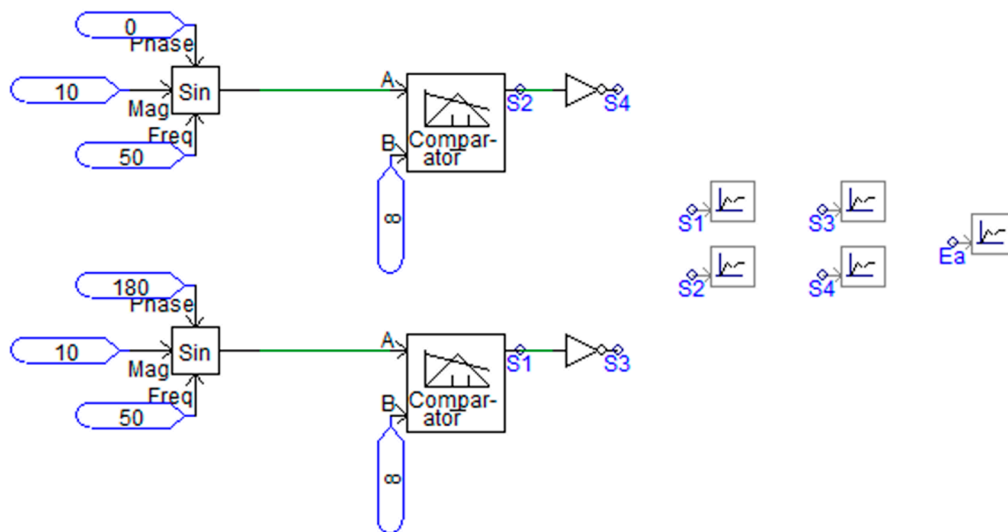 0
Phase
10
Sin
Mag
Freq
50
A
B
Compar-
ator
8
S2
S4
S1
S3
Ea
S2
S4
180
Phase
10
Sin
Mag
Freq
50
A
B
Compar-
ator
8
S1
S3